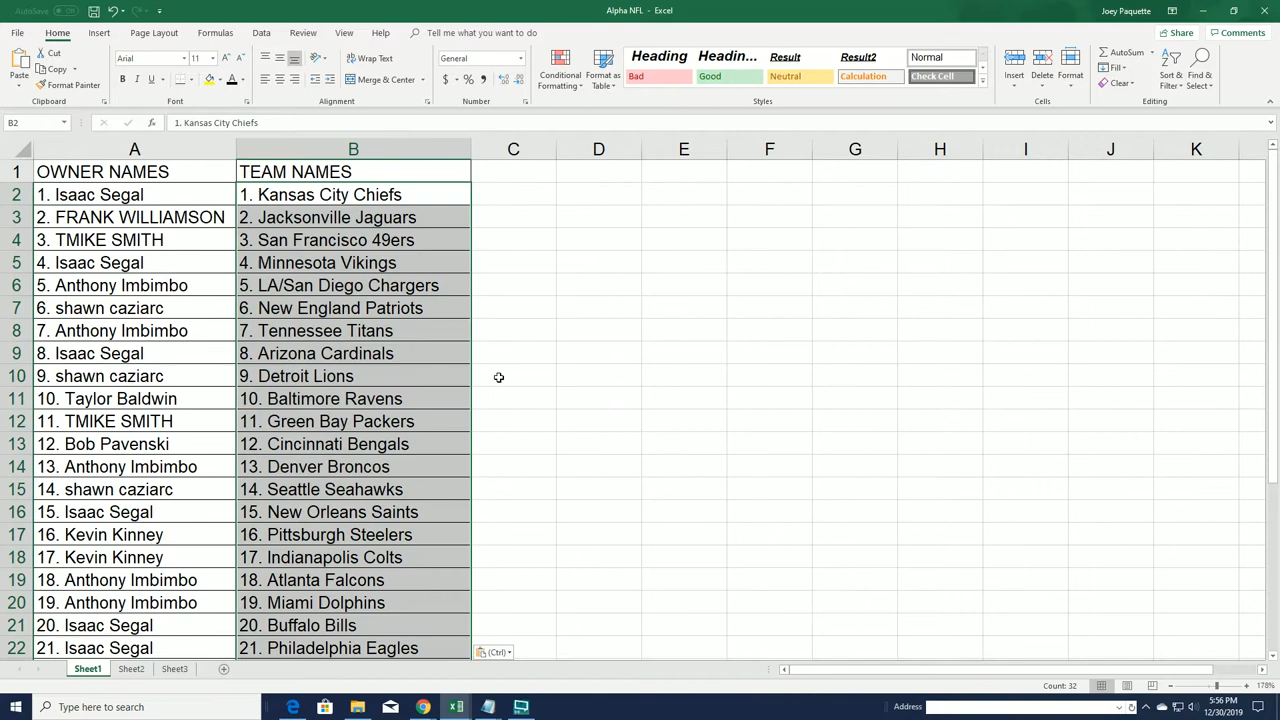 AutoSave Off
Alpha NFL - Excel
Joey Paquette
File Home Insert Page Layout Formulas Data Review View Help Tell me what you want to do Share Comments
Paste Cut Copy Format Painter Clipboard
Arial 11 B I U Font
Wrap Text Merge & Center Alignment
General $ % Number
Conditional Formatting Format as Table
Heading Headin... Result Result2 Normal
Bad Good Neutral Calculation Check Cell
Styles
Insert Delete Format Cells
AutoSum Fill Clear Sort & Filter Find & Select Editing
B2 fx 1. Kansas City Chiefs
A B C D E F G H I J K
1 OWNER NAMES TEAM NAMES
2 1. Isaac Segal 1. Kansas City Chiefs
3 2. FRANK WILLIAMSON 2. Jacksonville Jaguars
4 3. TMIKE SMITH 3. San Francisco 49ers
5 4. Isaac Segal 4. Minnesota Vikings
6 5. Anthony Imbimbo 5. LA/San Diego Chargers
7 6. shawn caziarc 6. New England Patriots
8 7. Anthony Imbimbo 7. Tennessee Titans
9 8. Isaac Segal 8. Arizona Cardinals
10 9. shawn caziarc 9. Detroit Lions
11 10. Taylor Baldwin 10. Baltimore Ravens
12 11. TMIKE SMITH 11. Green Bay Packers
13 12. Bob Pavenski 12. Cincinnati Bengals
14 13. Anthony Imbimbo 13. Denver Broncos
15 14. shawn caziarc 14. Seattle Seahawks
16 15. Isaac Segal 15. New Orleans Saints
17 16. Kevin Kinney 16. Pittsburgh Steelers
18 17. Kevin Kinney 17. Indianapolis Colts
19 18. Anthony Imbimbo 18. Atlanta Falcons
20 19. Anthony Imbimbo 19. Miami Dolphins
21 20. Isaac Segal 20. Buffalo Bills
22 21. Isaac Segal 21. Philadelphia Eagles
(Ctrl)
Sheet1 Sheet2 Sheet3
Count: 32 178%
Type here to search
Address
5:56 PM
12/30/2019